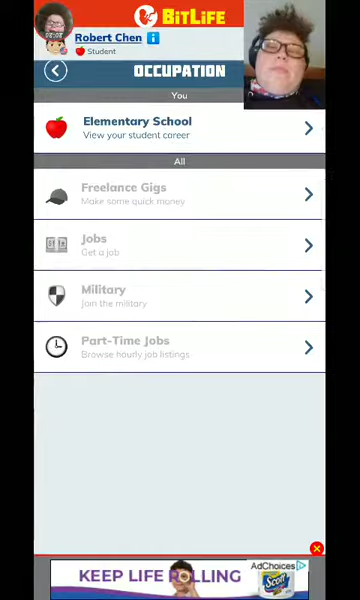 BitLife
Robert Chen
Student
08:08
OCCUPATION
You
Elementary School
View your student career
All
Freelance Gigs
Make some quick money
Jobs
Get a job
Military
Join the military
Part-Time Jobs
Browse hourly job listings
KEEP LIFE ROLLING
AdChoices
Scott